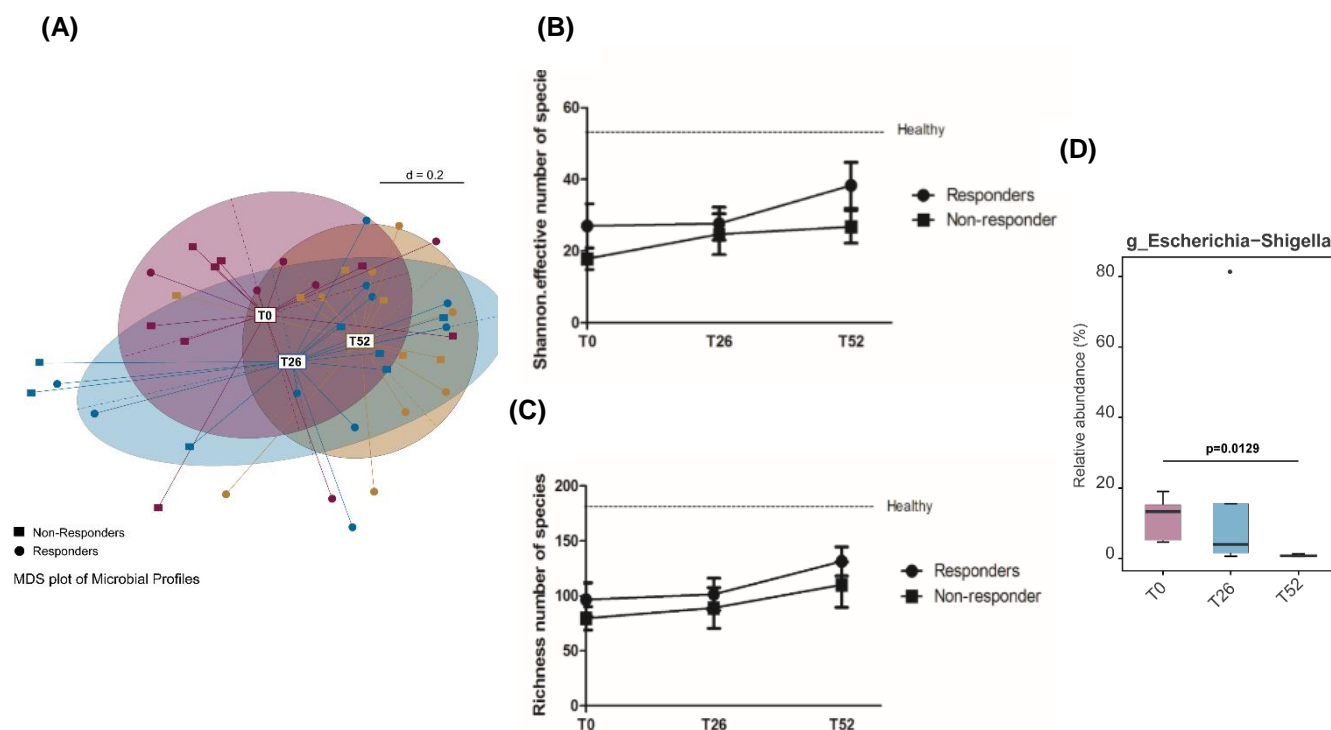 (A)
d = 0.2
T0
T52
T26
Non-Responders
Responders
MDS plot of Microbial Profiles
(B)
Shannon.effective number of specie
60
40
20
0
Healthy
Responders
Non-responder
T0
T26
T52
(C)
Richness number of species
200
150
100
50
0
Healthy
Responders
Non-responder
T0
T26
T52
(D)
g_Escherichia-Shigella
Relative abundance (%)
80
60
40
20
0
p=0.0129
T0
T26
T52